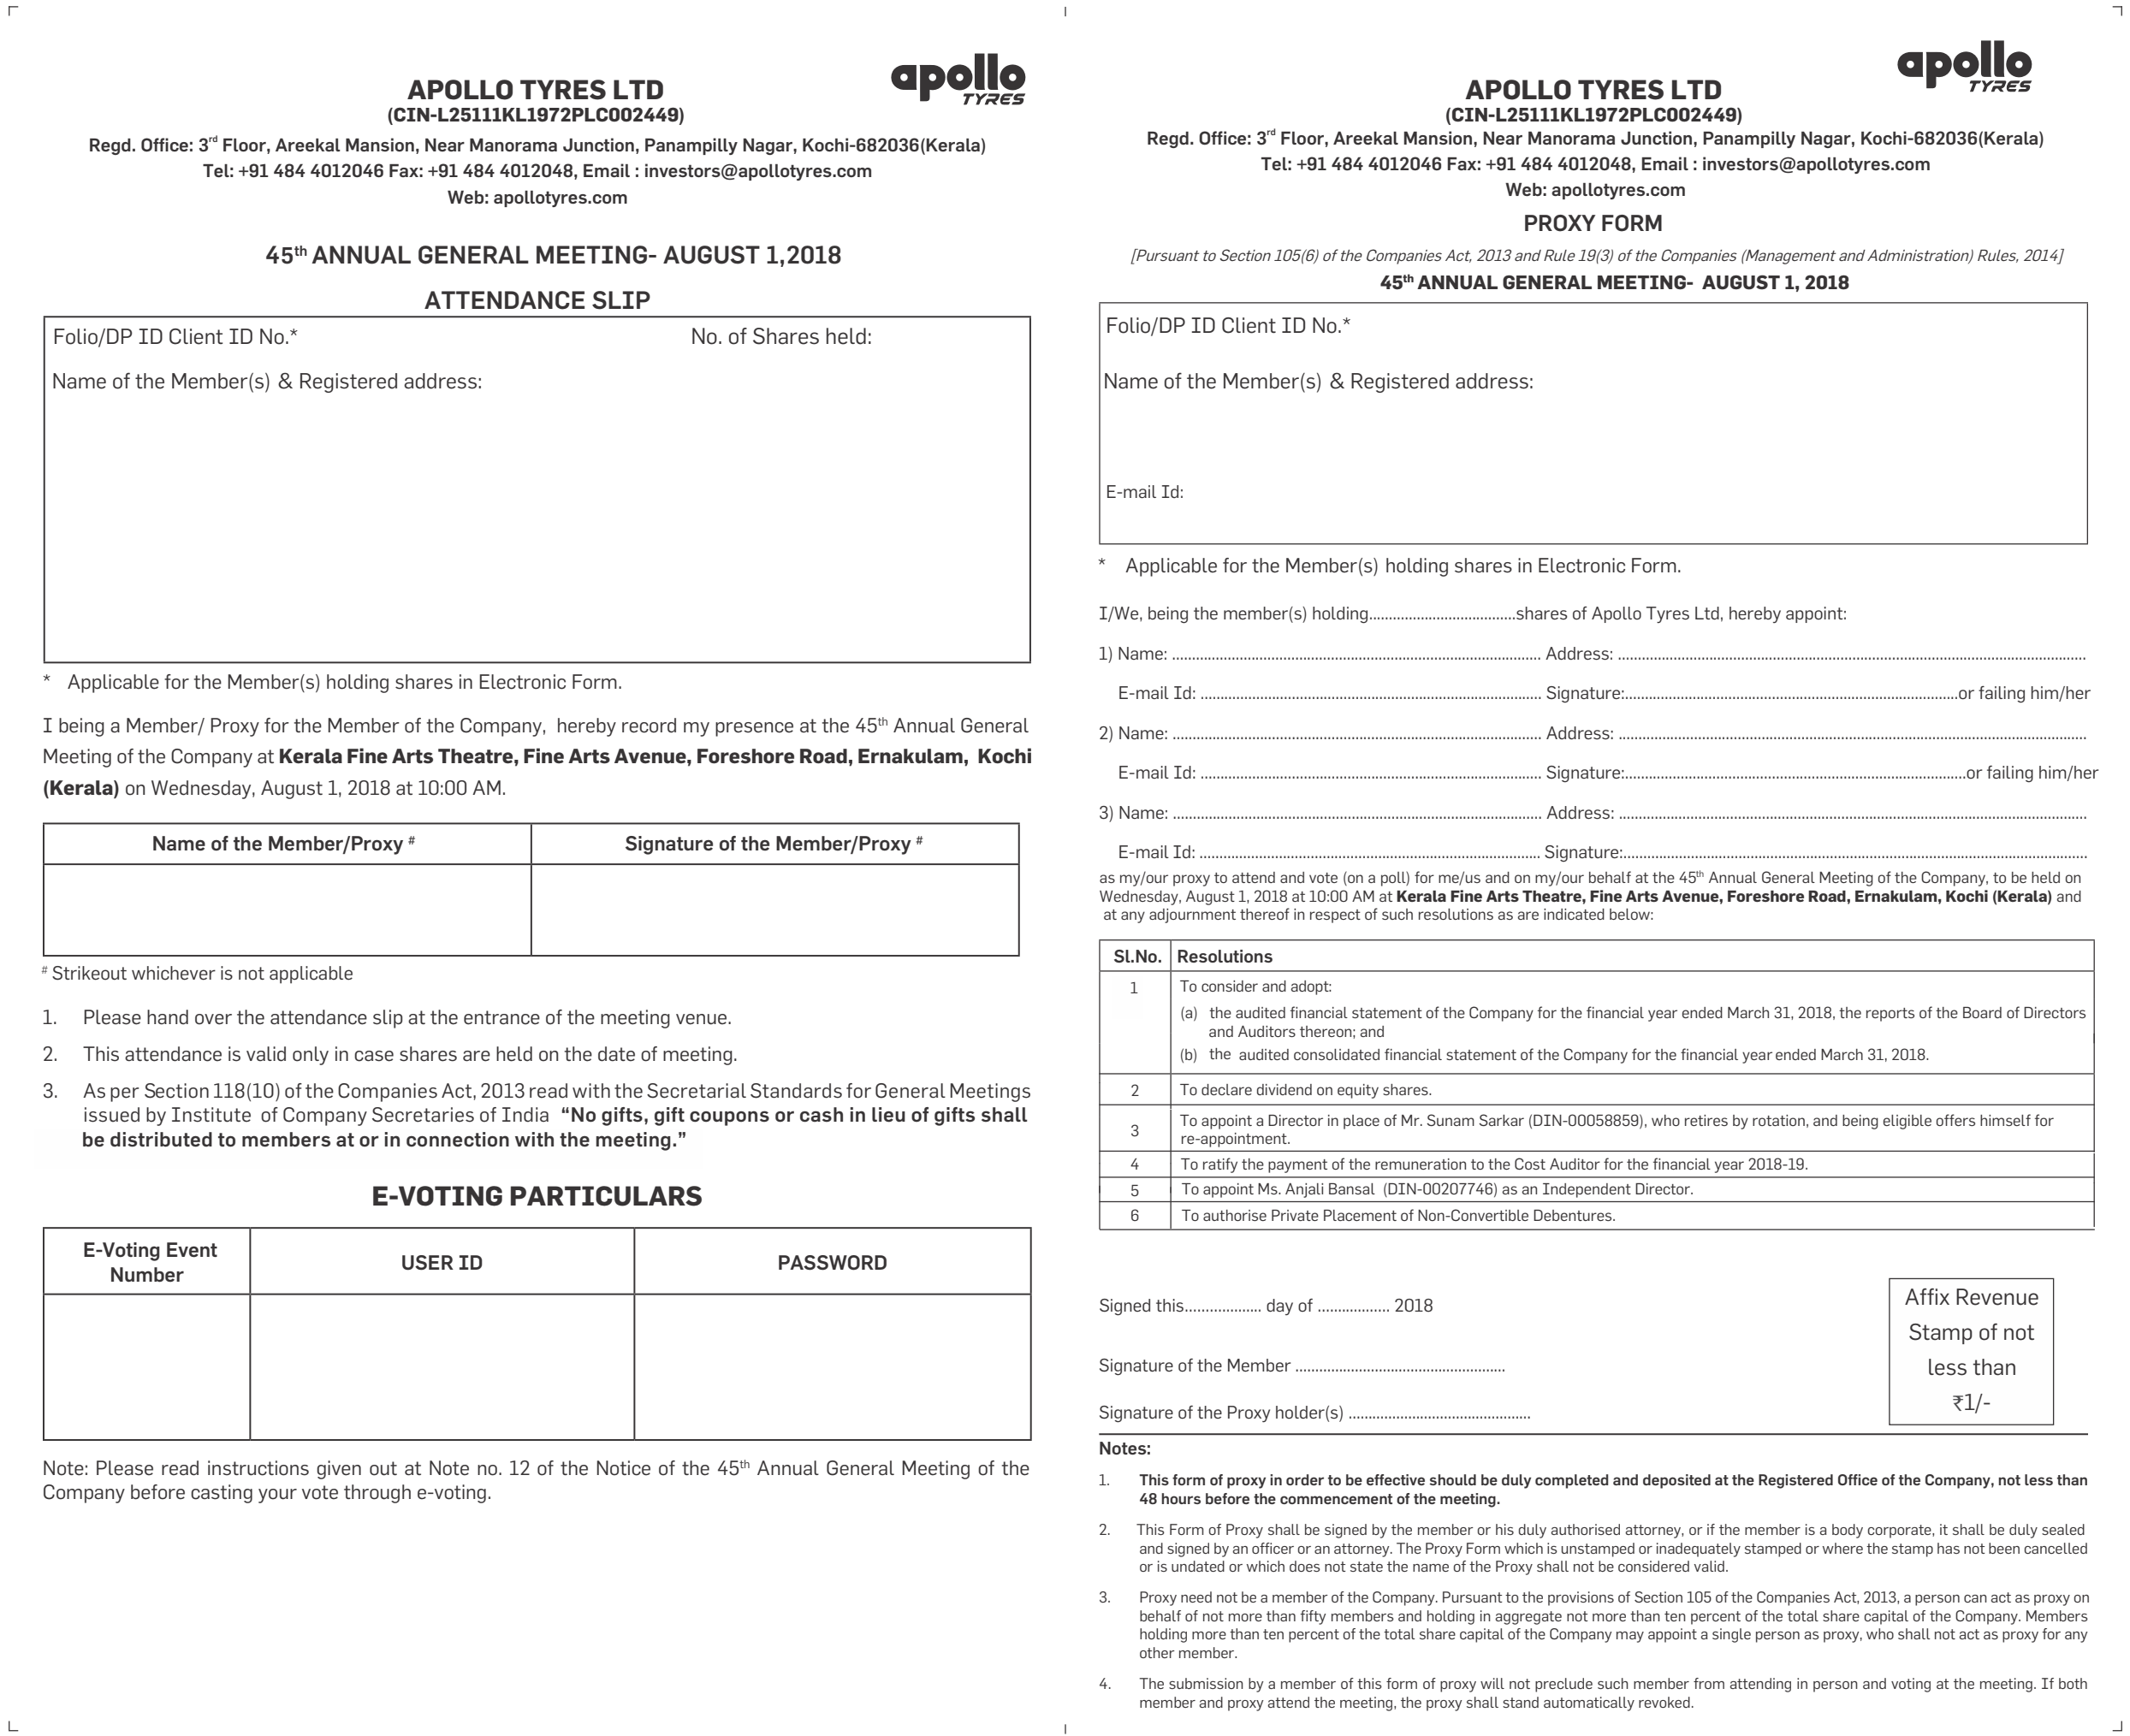 apollo
TYRES
APOLLO TYRES LTD
(CIN-L25111KL1972PLC002449)
Regd. Office: 3rd Floor, Areekal Mansion, Near Manorama Junction, Panampilly Nagar, Kochi-682036(Kerala)
Tel: +91 484 4012046 Fax: +91 484 4012048, Email : investors@apollotyres.com
Web: apollotyres.com
45th ANNUAL GENERAL MEETING- AUGUST 1,2018
ATTENDANCE SLIP
Folio/DP ID Client ID No.* No. of Shares held:
Name of the Member(s) & Registered address:
* Applicable for the Member(s) holding shares in Electronic Form.
I being a Member/ Proxy for the Member of the Company, hereby record my presence at the 45th Annual General
Meeting of the Company at Kerala Fine Arts Theatre, Fine Arts Avenue, Foreshore Road, Ernakulam, Kochi
(Kerala) on Wednesday, August 1, 2018 at 10:00 AM.
Name of the Member/Proxy # Signature of the Member/Proxy #
# Strikeout whichever is not applicable
1. Please hand over the attendance slip at the entrance of the meeting venue.
2. This attendance is valid only in case shares are held on the date of meeting.
3. As per Section 118(10) of the Companies Act, 2013 read with the Secretarial Standards for General Meetings
issued by Institute of Company Secretaries of India “No gifts, gift coupons or cash in lieu of gifts shall
be distributed to members at or in connection with the meeting.”
E-VOTING PARTICULARS
E-Voting Event
Number
USER ID
PASSWORD
Note: Please read instructions given out at Note no. 12 of the Notice of the 45th Annual General Meeting of the
Company before casting your vote through e-voting.
apollo
TYRES
APOLLO TYRES LTD
(CIN-L25111KL1972PLC002449)
Regd. Office: 3rd Floor, Areekal Mansion, Near Manorama Junction, Panampilly Nagar, Kochi-682036(Kerala)
Tel: +91 484 4012046 Fax: +91 484 4012048, Email : investors@apollotyres.com
Web: apollotyres.com
PROXY FORM
[Pursuant to Section 105(6) of the Companies Act, 2013 and Rule 19(3) of the Companies (Management and Administration) Rules, 2014]
45th ANNUAL GENERAL MEETING- AUGUST 1, 2018
Folio/DP ID Client ID No.*
Name of the Member(s) & Registered address:
E-mail Id:
* Applicable for the Member(s) holding shares in Electronic Form.
I/We, being the member(s) holding.....................................shares of Apollo Tyres Ltd, hereby appoint:
1) Name: ............................................................ Address: ............................................................
E-mail Id: ............................................................ Signature:............................................................or failing him/her
2) Name: ............................................................ Address: ............................................................
E-mail Id: ............................................................ Signature:............................................................or failing him/her
3) Name: ............................................................ Address: ............................................................
E-mail Id: ............................................................ Signature:............................................................
as my/our proxy to attend and vote (on a poll) for me/us and on my/our behalf at the 45th Annual General Meeting of the Company, to be held on
Wednesday, August 1, 2018 at 10:00 AM at Kerala Fine Arts Theatre, Fine Arts Avenue, Foreshore Road, Ernakulam, Kochi (Kerala) and
at any adjournment thereof in respect of such resolutions as are indicated below:
Sl.No. Resolutions
1 To consider and adopt:
(a) the audited financial statement of the Company for the financial year ended March 31, 2018, the reports of the Board of Directors
and Auditors thereon; and
(b) the audited consolidated financial statement of the Company for the financial year ended March 31, 2018.
2 To declare dividend on equity shares.
3 To appoint a Director in place of Mr. Sunam Sarkar (DIN-00058859), who retires by rotation, and being eligible offers himself for
re-appointment.
4 To ratify the payment of the remuneration to the Cost Auditor for the financial year 2018-19.
5 To appoint Ms. Anjali Bansal (DIN-00207746) as an Independent Director.
6 To authorise Private Placement of Non-Convertible Debentures.
Signed this................... day of .................. 2018
Signature of the Member .....................................................
Signature of the Proxy holder(s) ..............................................
Affix Revenue
Stamp of not
less than
₹1/-
Notes:
1. This form of proxy in order to be effective should be duly completed and deposited at the Registered Office of the Company, not less than
48 hours before the commencement of the meeting.
2. This Form of Proxy shall be signed by the member or his duly authorised attorney, or if the member is a body corporate, it shall be duly sealed
and signed by an officer or an attorney. The Proxy Form which is unstamped or inadequately stamped or where the stamp has not been cancelled
or is undated or which does not state the name of the Proxy shall not be considered valid.
3. Proxy need not be a member of the Company. Pursuant to the provisions of Section 105 of the Companies Act, 2013, a person can act as proxy on
behalf of not more than fifty members and holding in aggregate not more than ten percent of the total share capital of the Company. Members
holding more than ten percent of the total share capital of the Company may appoint a single person as proxy, who shall not act as proxy for any
other member.
4. The submission by a member of this form of proxy will not preclude such member from attending in person and voting at the meeting. If both
member and proxy attend the meeting, the proxy shall stand automatically revoked.